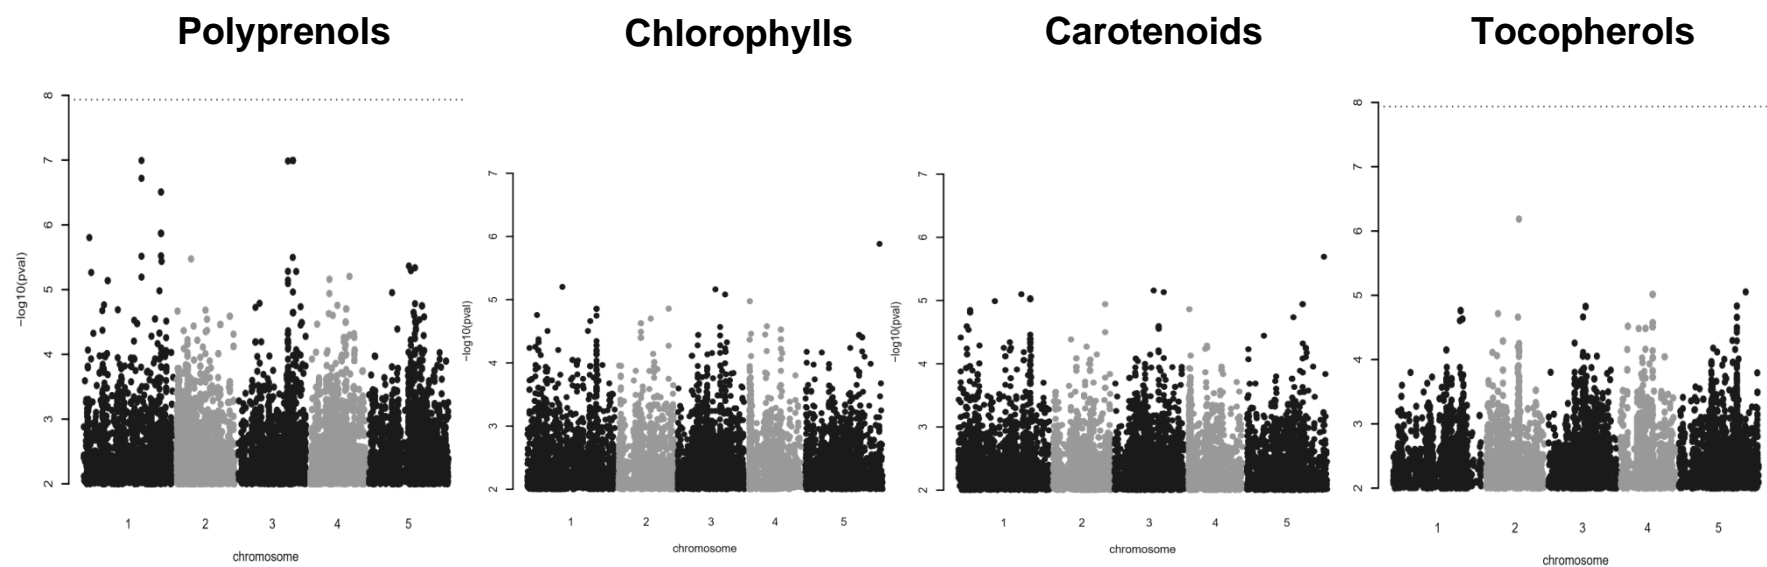 Polyprenols
Chlorophylls
Carotenoids
Tocopherols
8
7
6
5
4
3
2
−log10(pval)
1 2 3 4 5
chromosome
7
6
5
4
3
2
−log10(pval)
1 2 3 4 5
chromosome
7
6
5
4
3
2
−log10(pval)
1 2 3 4 5
chromosome
8
7
6
5
4
3
2
1 2 3 4 5
chromosome